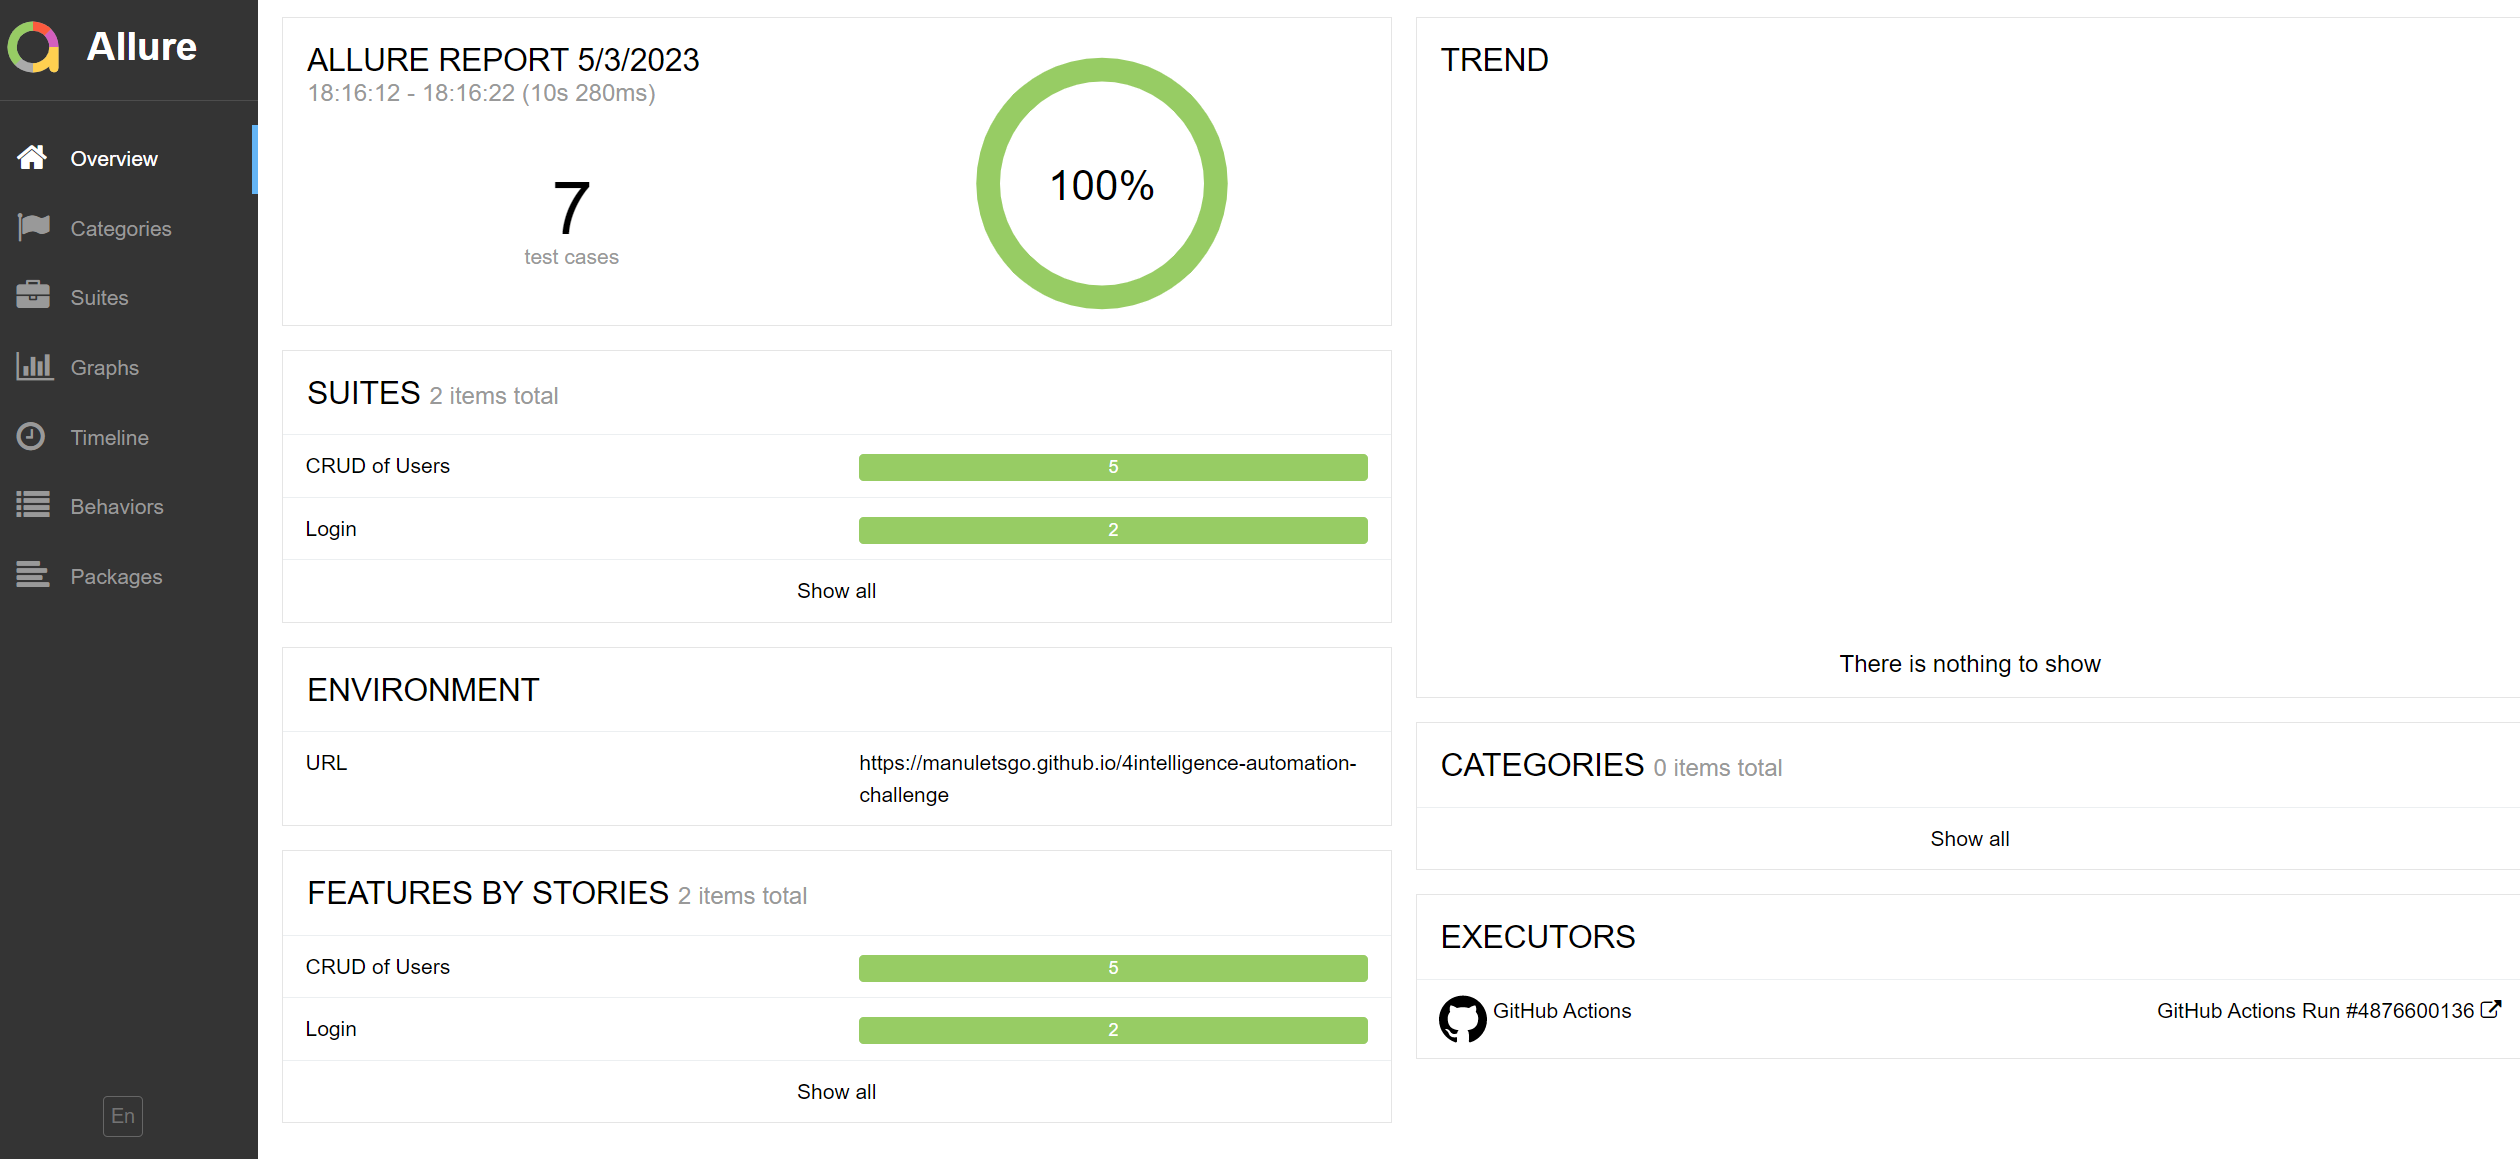 Allure
Overview
Categories
Suites
Graphs
Timeline
Behaviors
Packages
En
ALLURE REPORT 5/3/2023
18:16:12 - 18:16:22 (10s 280ms)
7
test cases
100%
SUITES 2 items total
CRUD of Users 5
Login 2
Show all
ENVIRONMENT
URL https://manuletsgo.github.io/4intelligence-automation-
challenge
FEATURES BY STORIES 2 items total
CRUD of Users 5
Login 2
Show all
TREND
There is nothing to show
CATEGORIES 0 items total
Show all
EXECUTORS
GitHub Actions GitHub Actions Run #4876600136